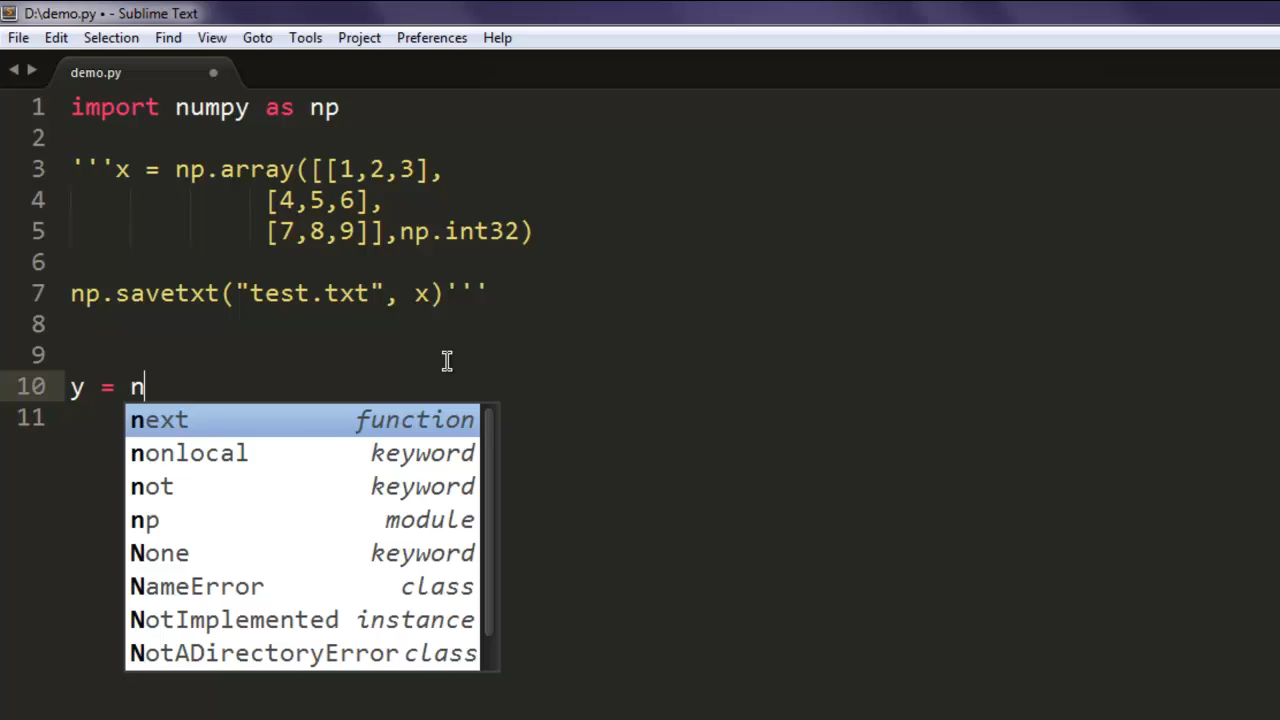 D:\demo.py • - Sublime Text
File Edit Selection Find View Goto Tools Project Preferences Help
demo.py
1 import numpy as np
2
3 '''x = np.array([[1,2,3],
4 [4,5,6],
5 [7,8,9]],np.int32)
6
7 np.savetxt("test.txt", x)'''
8
9
10 y = n
11
next function
nonlocal keyword
not keyword
np module
None keyword
NameError class
NotImplemented instance
NotADirectoryError class